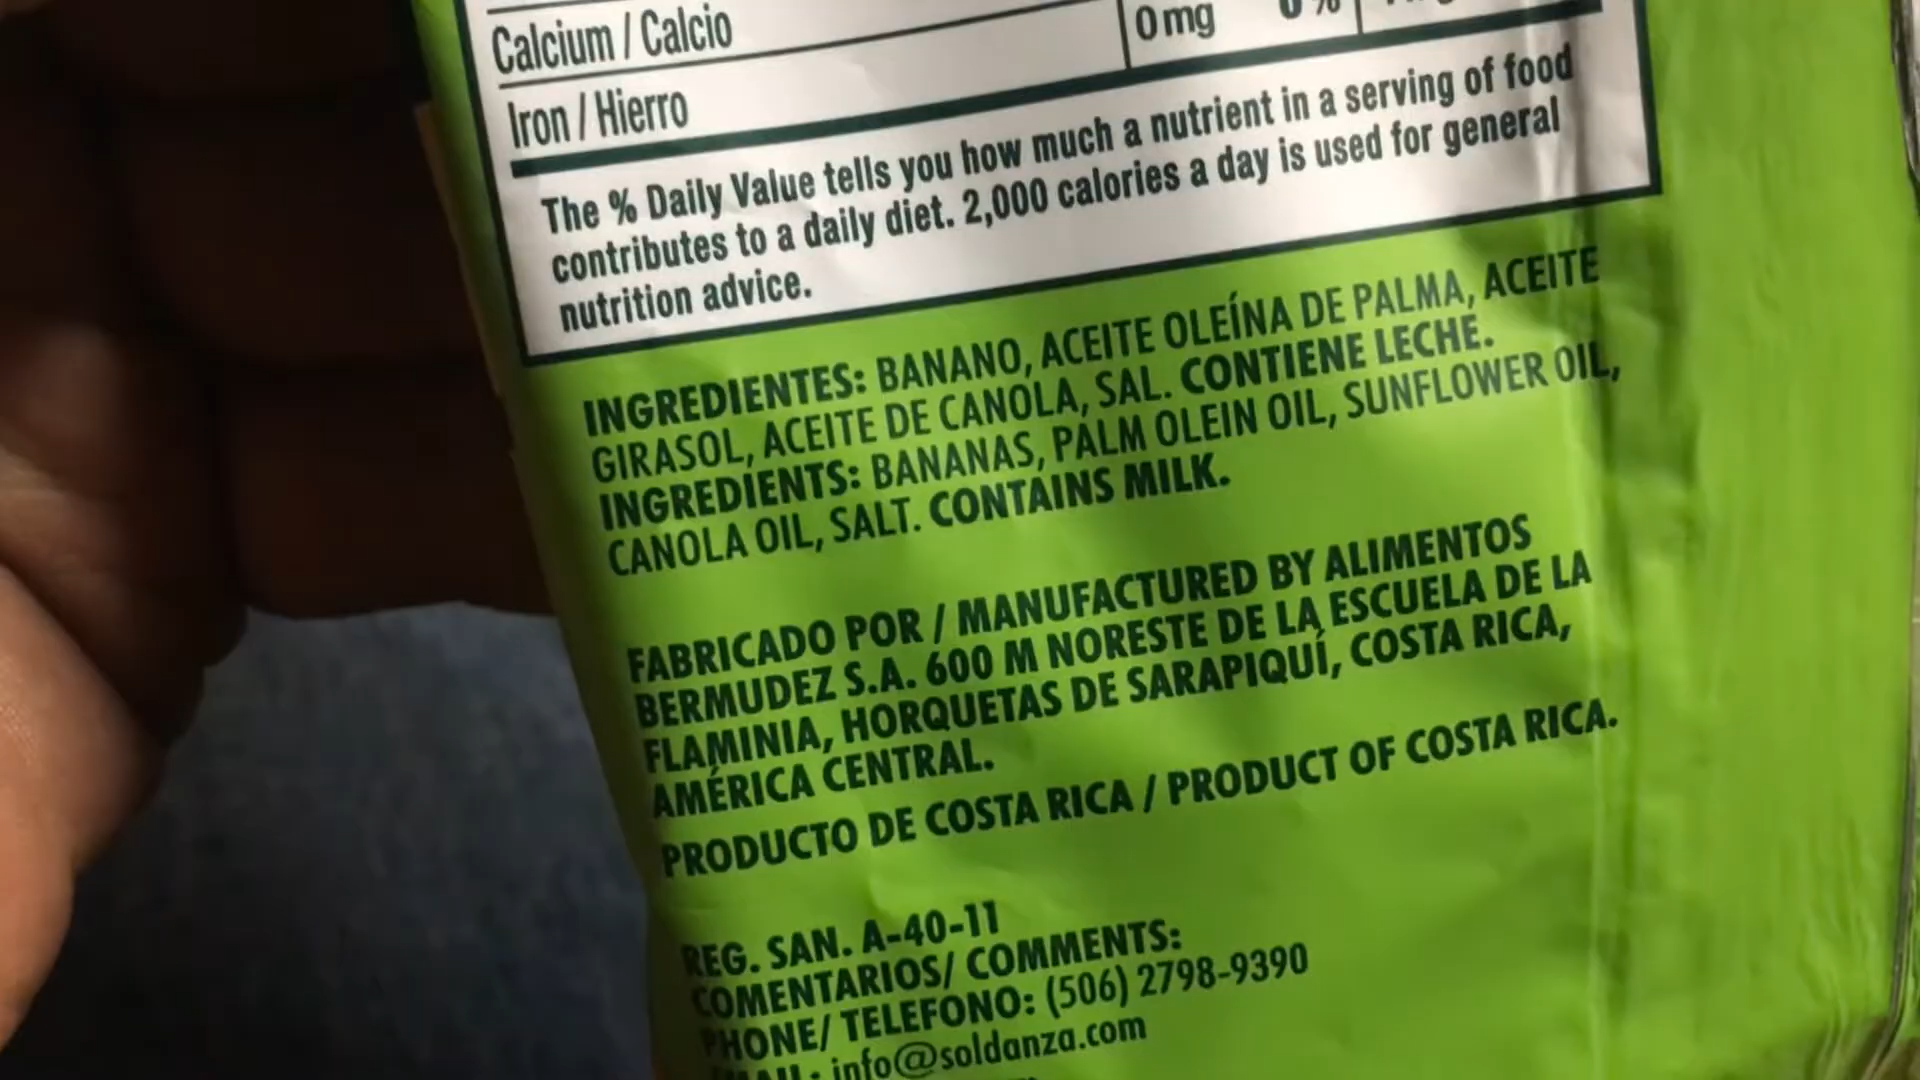 Calcium / Calcio 0 mg
Iron / Hierro
The % Daily Value tells you how much a nutrient in a serving of food
contributes to a daily diet. 2,000 calories a day is used for general
nutrition advice.
INGREDIENTES: BANANO, ACEITE OLEÍNA DE PALMA, ACEITE
GIRASOL, ACEITE DE CANOLA, SAL. CONTIENE LECHE.
INGREDIENTS: BANANAS, PALM OLEIN OIL, SUNFLOWER OIL,
CANOLA OIL, SALT. CONTAINS MILK.
FABRICADO POR / MANUFACTURED BY ALIMENTOS
BERMUDEZ S.A. 600 M NORESTE DE LA ESCUELA DE LA
FLAMINIA, HORQUETAS DE SARAPIQUÍ, COSTA RICA,
AMÉRICA CENTRAL.
PRODUCTO DE COSTA RICA / PRODUCT OF COSTA RICA.
REG. SAN. A-40-11
COMENTARIOS/ COMMENTS:
PHONE/ TELEFONO: (506) 2798-9390
info@soldanza.com